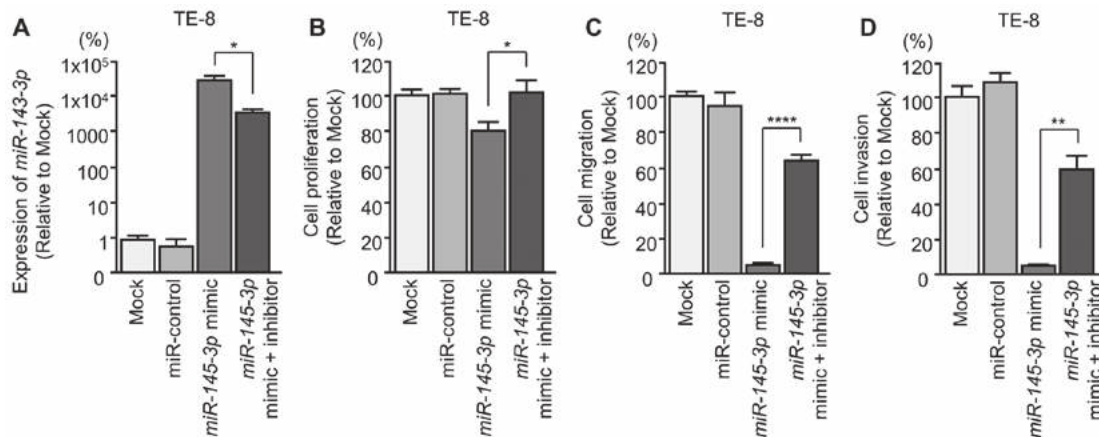 A
TE-8
(%)
Expression of miR-143-3p
(Relative to Mock)
1x10⁵
1x10⁴
1000
100
10
1
0
*
Mock
miR-control
miR-145-3p mimic
miR-145-3p
mimic + inhibitor
B
TE-8
(%)
Cell proliferation
(Relative to Mock)
120
100
80
60
40
20
0
*
Mock
miR-control
miR-145-3p mimic
miR-145-3p
mimic + inhibitor
C
TE-8
(%)
Cell migration
(Relative to Mock)
120
100
80
60
40
20
0
****
Mock
miR-control
miR-145-3p mimic
miR-145-3p
mimic + inhibitor
D
TE-8
(%)
Cell invasion
(Relative to Mock)
120
100
80
60
40
20
0
**
Mock
miR-control
miR-145-3p mimic
miR-145-3p
mimic + inhibitor